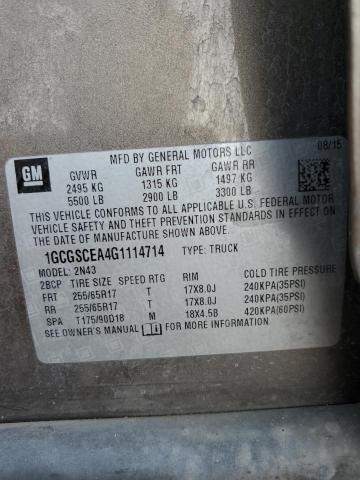 GM
MFD BY GENERAL MOTORS LLC
08/15
GVWR GAWR FRT GAWR RR
2495 KG 1315 KG 1497 KG
5500 LB 2900 LB 3300 LB
THIS VEHICLE CONFORMS TO ALL APPLICABLE U.S. FEDERAL MOTOR
VEHICLE SAFETY AND THEFT PREVENTION STANDARDS IN EFFECT ON
THE DATE OF MANUFACTURE SHOWN ABOVE.
1GCGSCEA4G1114714 TYPE: TRUCK
MODEL: 2N43
2BCP TIRE SIZE SPEED RTG RIM COLD TIRE PRESSURE
FRT 255/65R17 T 17X8.0J 240KPA(35PSI)
RR 255/65R17 T 17X8.0J 240KPA(35PSI)
SPA T175/90D18 M 18X4.5B 420KPA(60PSI)
SEE OWNER'S MANUAL FOR MORE INFORMATION.